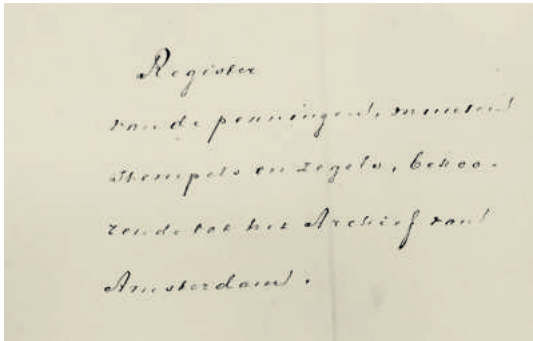 Register
van de penningen, munten
stempels en zegels, behoo-
rende tot het Archief van
Amsterdam.